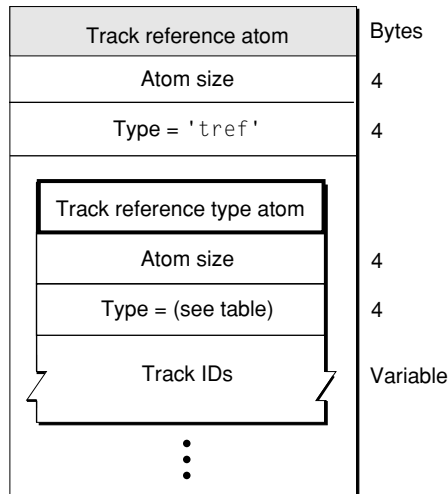 Track reference atom Bytes
Atom size 4
Type = 'tref' 4
Track reference type atom
Atom size 4
Type = (see table) 4
Track IDs Variable